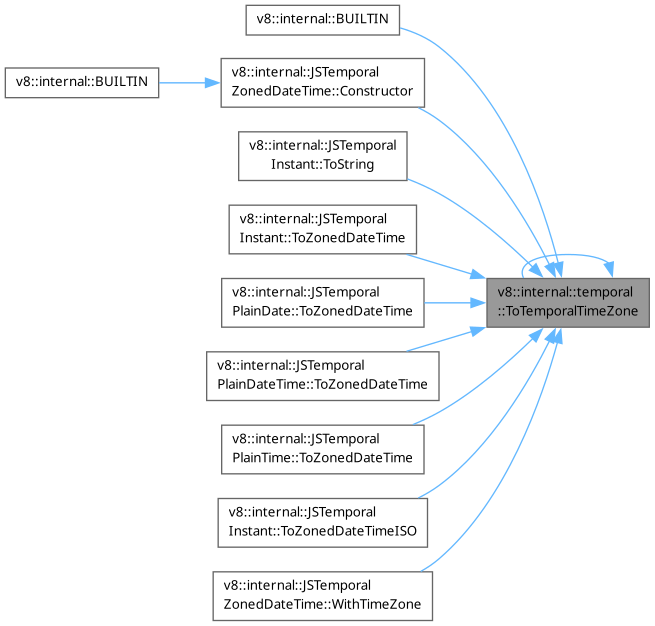 v8::internal::BUILTIN
v8::internal::JSTemporal
ZonedDateTime::Constructor
v8::internal::BUILTIN
v8::internal::JSTemporal
Instant::ToString
v8::internal::JSTemporal
Instant::ToZonedDateTime
v8::internal::temporal
::ToTemporalTimeZone
v8::internal::JSTemporal
PlainDate::ToZonedDateTime
v8::internal::JSTemporal
PlainDateTime::ToZonedDateTime
v8::internal::JSTemporal
PlainTime::ToZonedDateTime
v8::internal::JSTemporal
Instant::ToZonedDateTimeISO
v8::internal::JSTemporal
ZonedDateTime::WithTimeZone